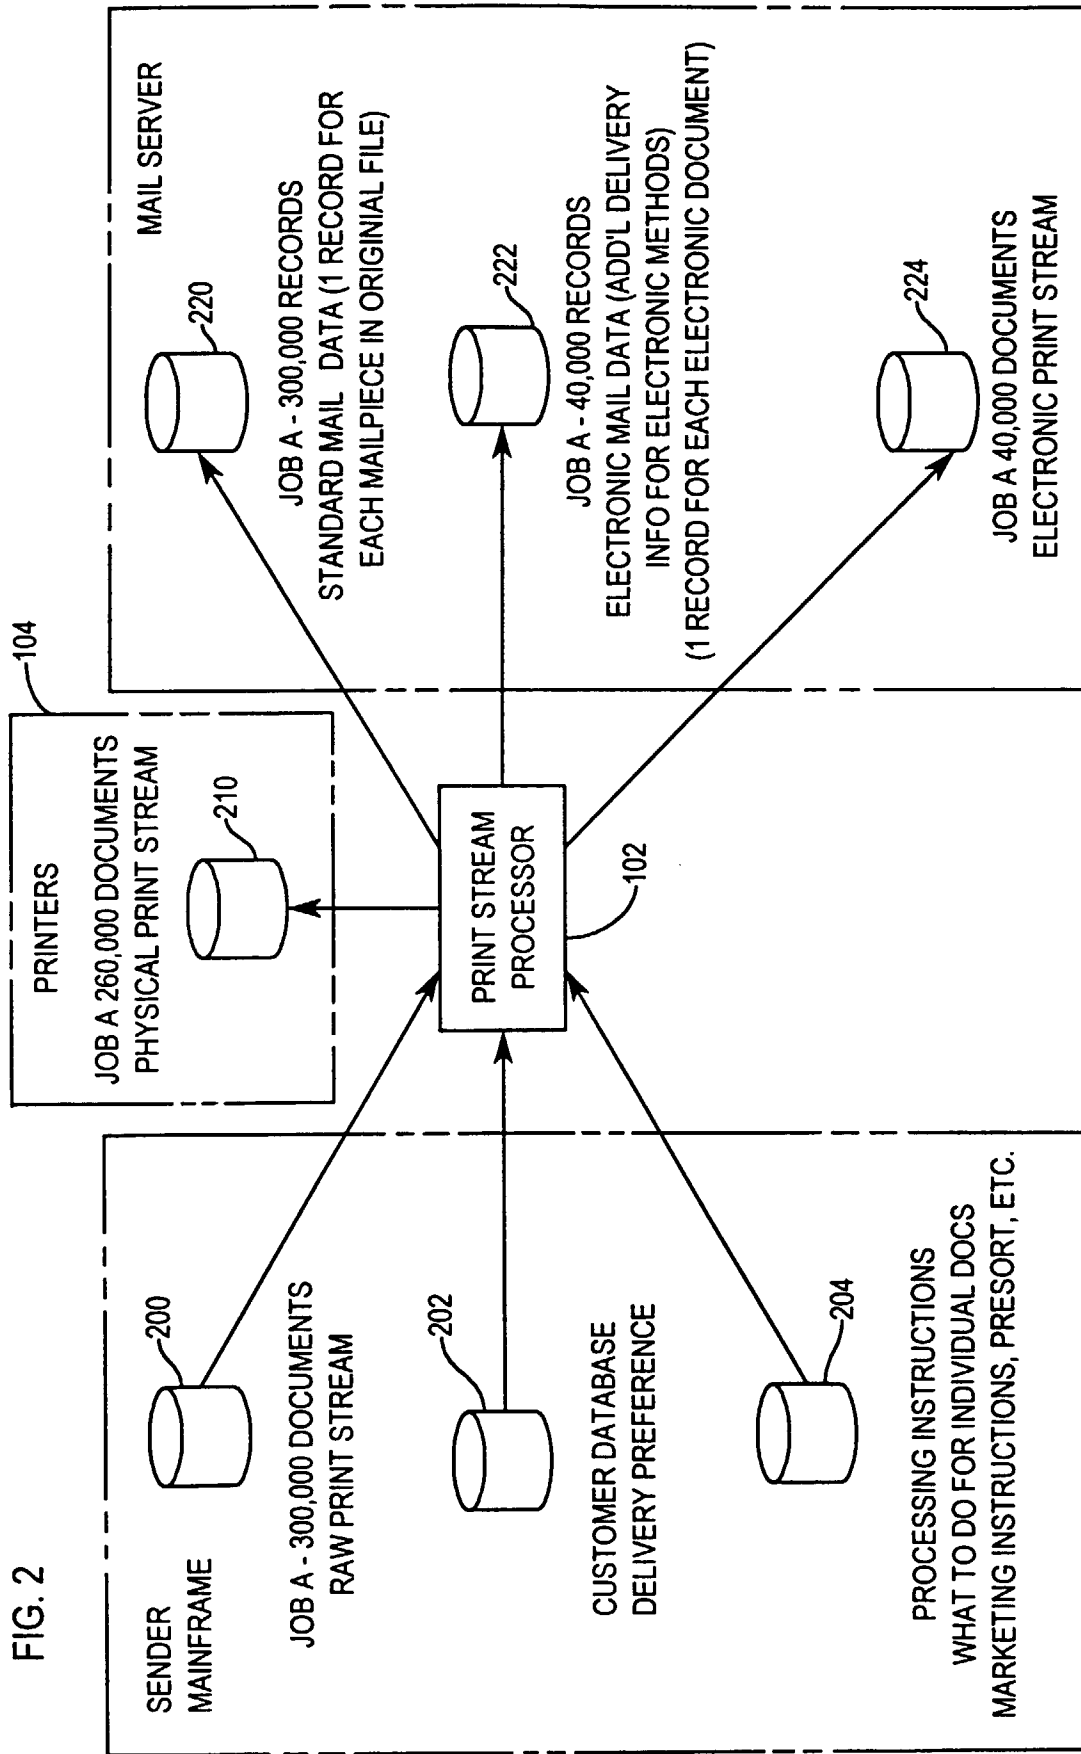 FIG. 2
SENDER
MAINFRAME
200
JOB A - 300,000 DOCUMENTS
RAW PRINT STREAM
202
CUSTOMER DATABASE
DELIVERY PREFERENCE
204
PROCESSING INSTRUCTIONS
WHAT TO DO FOR INDIVIDUAL DOCS
MARKETING INSTRUCTIONS, PRESORT, ETC.
PRINTERS
104
JOB A 260,000 DOCUMENTS
PHYSICAL PRINT STREAM
210
PRINT STREAM
PROCESSOR
102
MAIL SERVER
220
JOB A - 300,000 RECORDS
STANDARD MAIL DATA (1 RECORD FOR
EACH MAILPIECE IN ORIGINIAL FILE)
222
JOB A - 40,000 RECORDS
ELECTRONIC MAIL DATA (ADD'L DELIVERY
INFO FOR ELECTRONIC METHODS)
(1 RECORD FOR EACH ELECTRONIC DOCUMENT)
224
JOB A 40,000 DOCUMENTS
ELECTRONIC PRINT STREAM